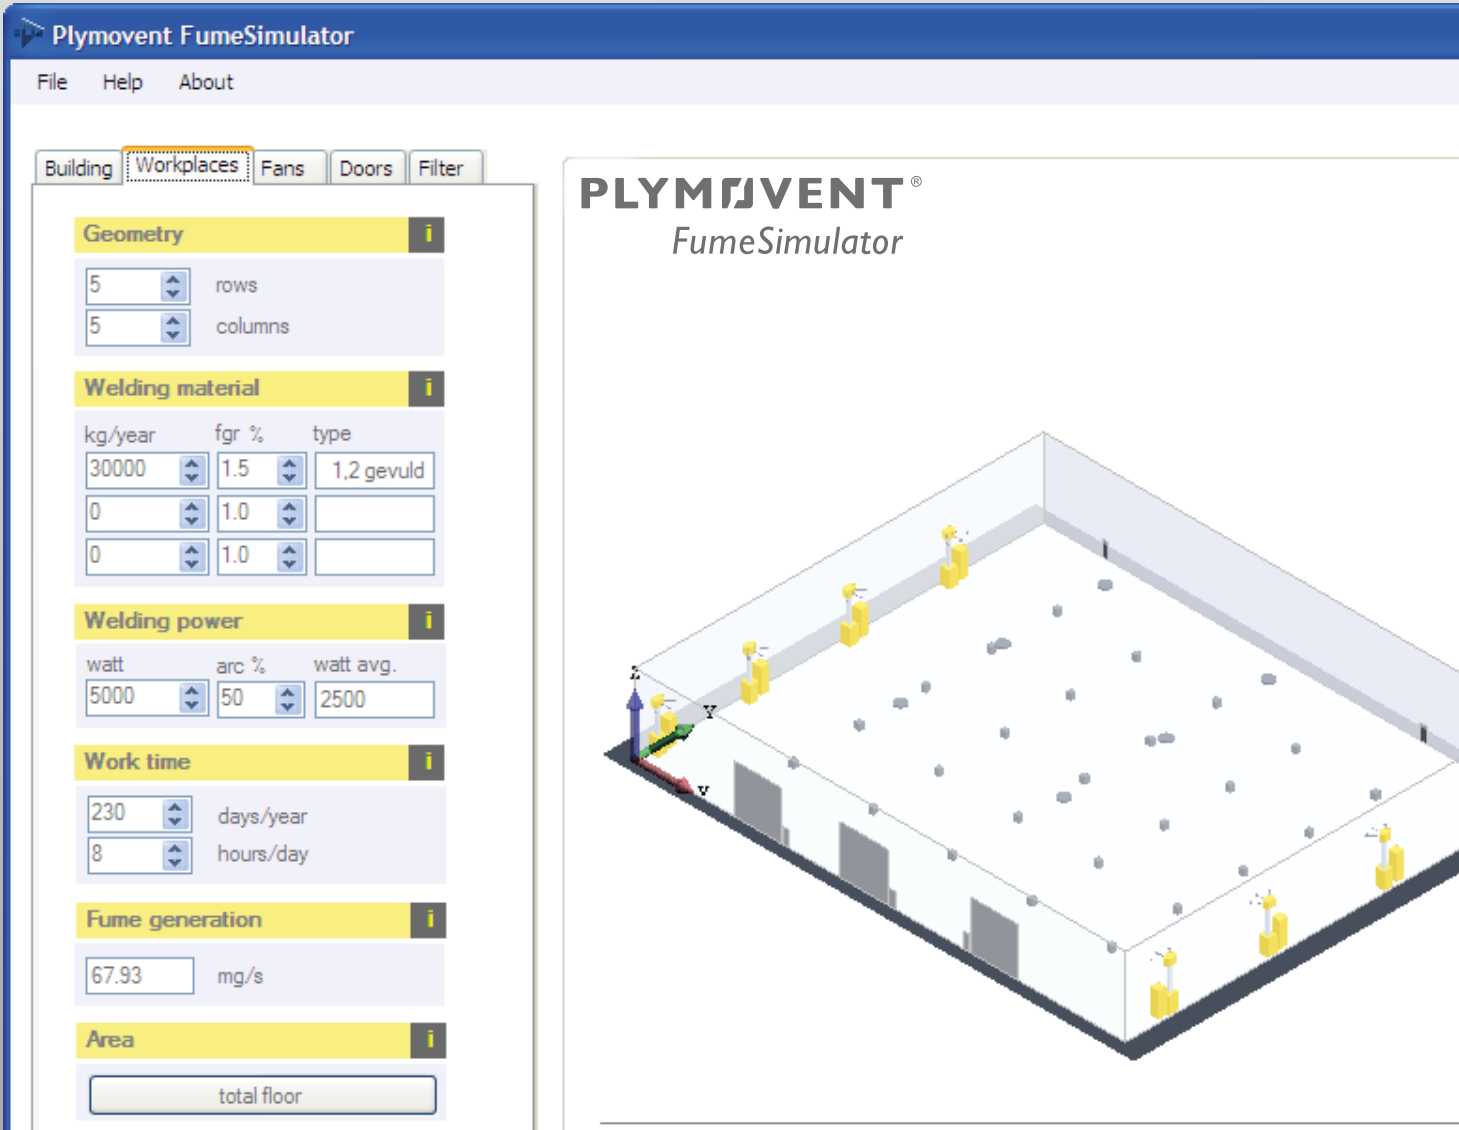 Plymovent FumeSimulator
File Help About
Building Workplaces Fans Doors Filter
Geometry i
5 rows
5 columns
Welding material i
kg/year fgr % type
30000 1.5 1,2 gevuld
0 1.0
0 1.0
Welding power i
watt arc % watt avg.
5000 50 2500
Work time i
230 days/year
8 hours/day
Fume generation i
67.93 mg/s
Area i
total floor
PLYMOVENT®
FumeSimulator
Z
Y